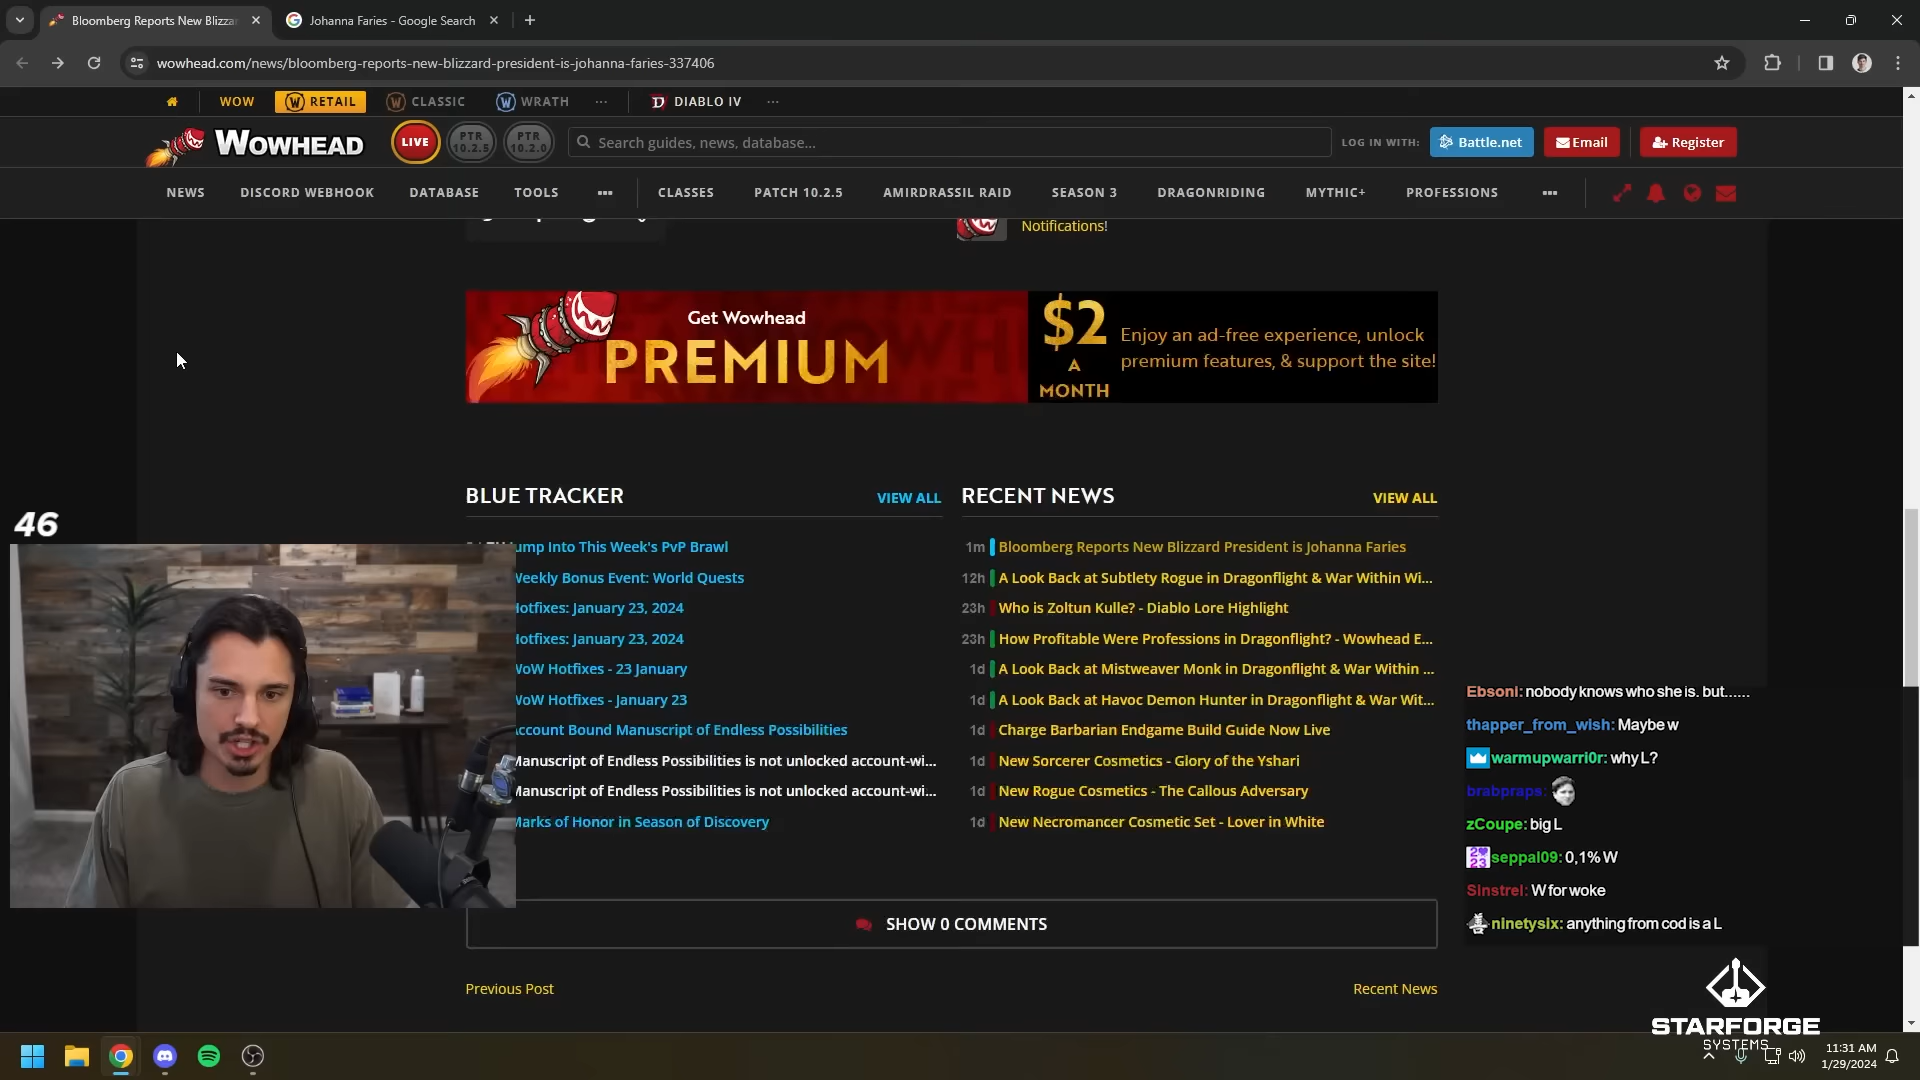 Bloomberg Reports New Blizza
Johanna Faries - Google Search
wowhead.com/news/bloomberg-reports-new-blizzard-president-is-johanna-faries-337406
WOW
RETAIL
CLASSIC
WRATH
DIABLO IV
WOWHEAD
LIVE
PTR 10.2.5
PTR 10.2.0
Search guides, news, database...
LOG IN WITH:
Battle.net
Email
Register
NEWS
DISCORD WEBHOOK
DATABASE
TOOLS
CLASSES
PATCH 10.2.5
AMIRDRASSIL RAID
SEASON 3
DRAGONRIDING
MYTHIC+
PROFESSIONS
Notifications!
Get Wowhead
PREMIUM
$2
A
MONTH
Enjoy an ad-free experience, unlock
premium features, & support the site!
BLUE TRACKER
VIEW ALL
ump Into This Week's PvP Brawl
Weekly Bonus Event: World Quests
Hotfixes: January 23, 2024
Hotfixes: January 23, 2024
WoW Hotfixes - 23 January
WoW Hotfixes - January 23
Account Bound Manuscript of Endless Possibilities
Manuscript of Endless Possibilities is not unlocked account-wi...
Manuscript of Endless Possibilities is not unlocked account-wi...
Marks of Honor in Season of Discovery
RECENT NEWS
VIEW ALL
1m Bloomberg Reports New Blizzard President is Johanna Faries
12h A Look Back at Subtlety Rogue in Dragonflight & War Within Wi...
23h Who is Zoltun Kulle? - Diablo Lore Highlight
23h How Profitable Were Professions in Dragonflight? - Wowhead E...
1d A Look Back at Mistweaver Monk in Dragonflight & War Within ...
1d A Look Back at Havoc Demon Hunter in Dragonflight & War Wit...
1d Charge Barbarian Endgame Build Guide Now Live
1d New Sorcerer Cosmetics - Glory of the Yshari
1d New Rogue Cosmetics - The Callous Adversary
1d New Necromancer Cosmetic Set - Lover in White
46
SHOW 0 COMMENTS
Previous Post
Recent News
Ebsoni: nobody knows who she is. but......
thapper_from_wish: Maybe w
warmupwarri0r: why L?
brabpraps:
zCoupe: big L
seppal09: 0,1% W
Sinstrel: W for woke
ninetysix: anything from cod is a L
STARFORGE
SYSTEMS
11:31 AM
1/29/2024